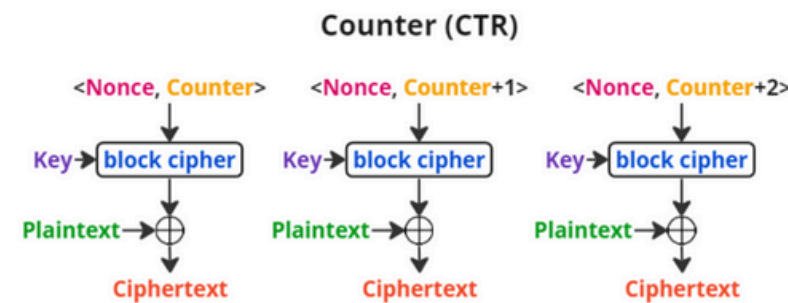 Counter (CTR)
<Nonce, Counter> <Nonce, Counter+1> <Nonce, Counter+2>
Key block cipher Key block cipher Key block cipher
Plaintext Plaintext Plaintext
Ciphertext Ciphertext Ciphertext